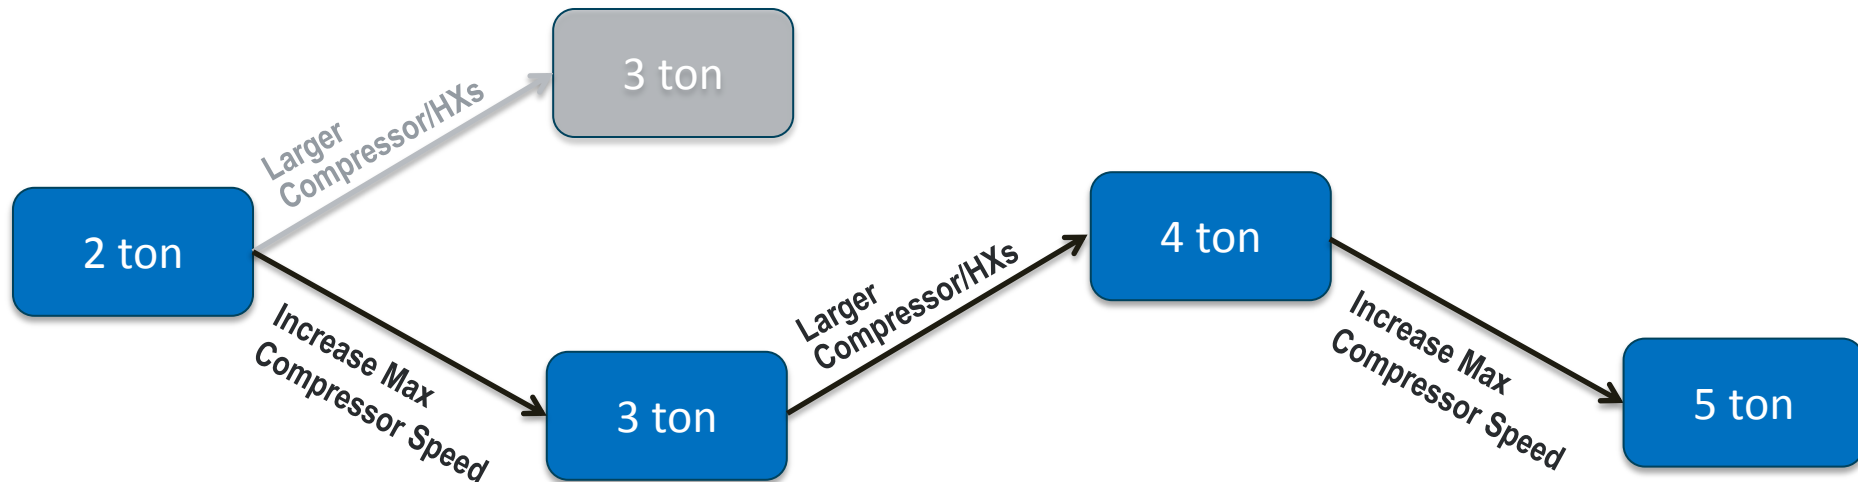 3 ton
Larger
Compressor/HXs
2 ton
Increase Max
Compressor Speed
3 ton
Larger
Compressor/HXs
4 ton
Increase Max
Compressor Speed
5 ton